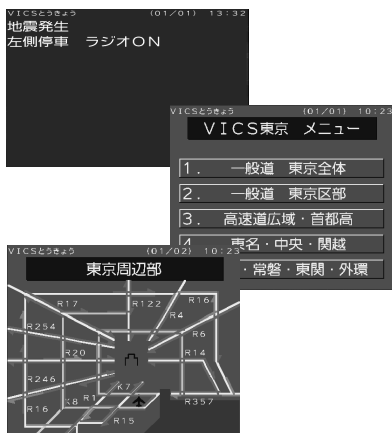 VICSとうきょう (01/01) 13:32
地震発生
左側停車 ラジオON
VICSとうきょう (01/01) 10:23
VICS東京 メニュー
1. 一般道 東京全体
2. 一般道 東京区部
3. 高速道広域・首都高
4. 東名・中央・関越
・常磐・東関・外環
VICSとうきょう (01/02) 10:23
東京周辺部
R17
R122
R16
R4
R254
R6
R20
R14
R246
K7
K8
R1
R16
R357
R15